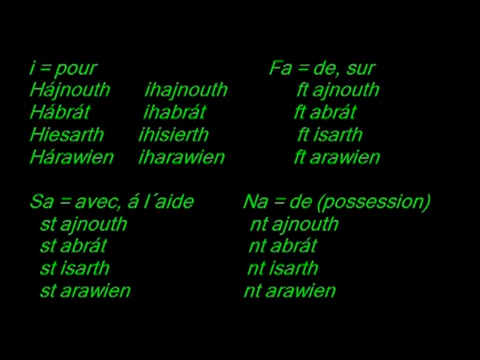 i = pour
Hájnouth ihajnouth
Hábrát ihabrát
Hiesarth ihisierth
Hárawien iharawien
Fa = de, sur
ft ajnouth
ft abrát
ft isarth
ft arawien
Sa = avec, á l´aide
st ajnouth
st abrát
st isarth
st arawien
Na = de (possession)
nt ajnouth
nt abrát
nt isarth
nt arawien